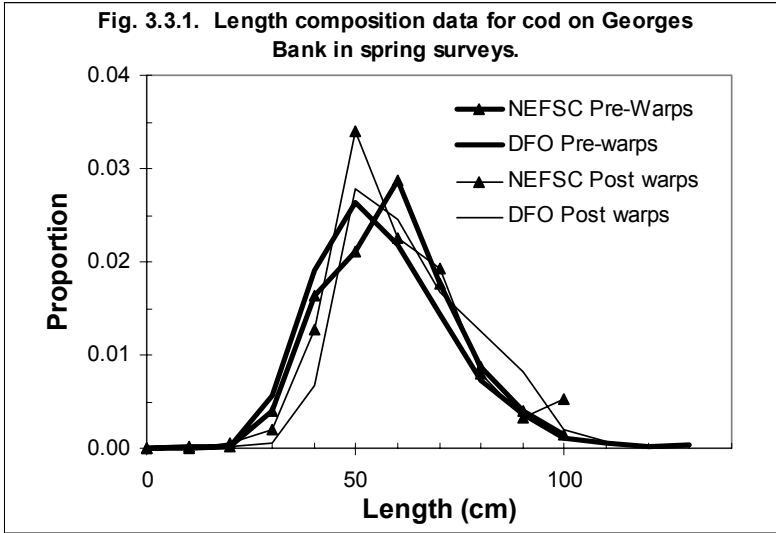 Fig. 3.3.1. Length composition data for cod on Georges
Bank in spring surveys.
0.04
0.03
0.02
0.01
0.00
Proportion
NEFSC Pre-Warps
DFO Pre-warps
NEFSC Post warps
DFO Post warps
0 50 100
Length (cm)